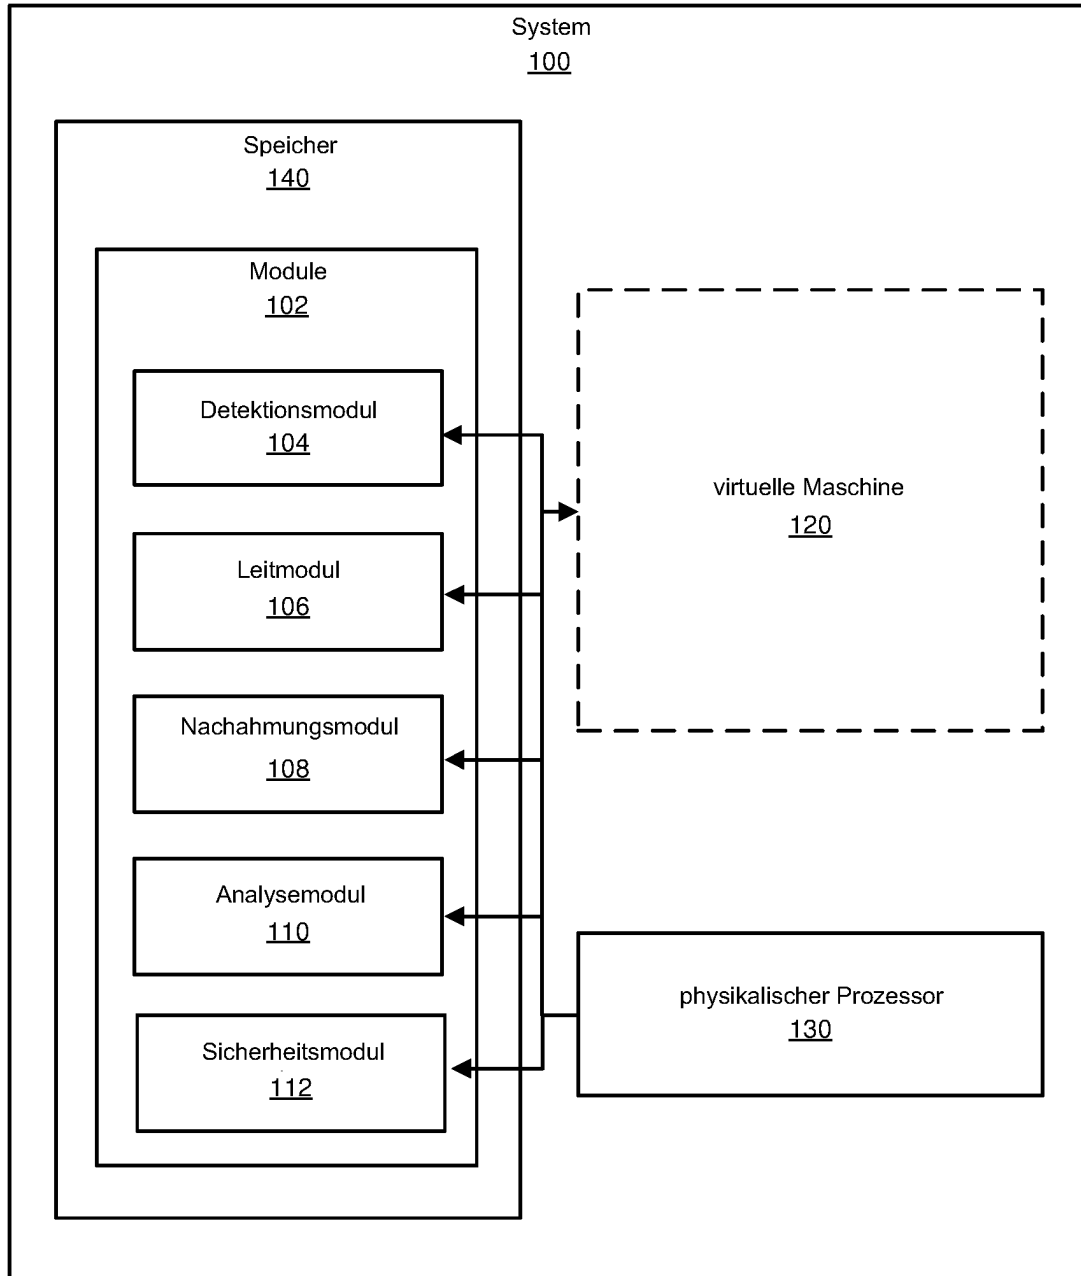 System
100
Speicher
140
Module
102
Detektionsmodul
104
Leitmodul
106
Nachahmungsmodul
108
Analysemodul
110
Sicherheitsmodul
112
virtuelle Maschine
120
physikalischer Prozessor
130